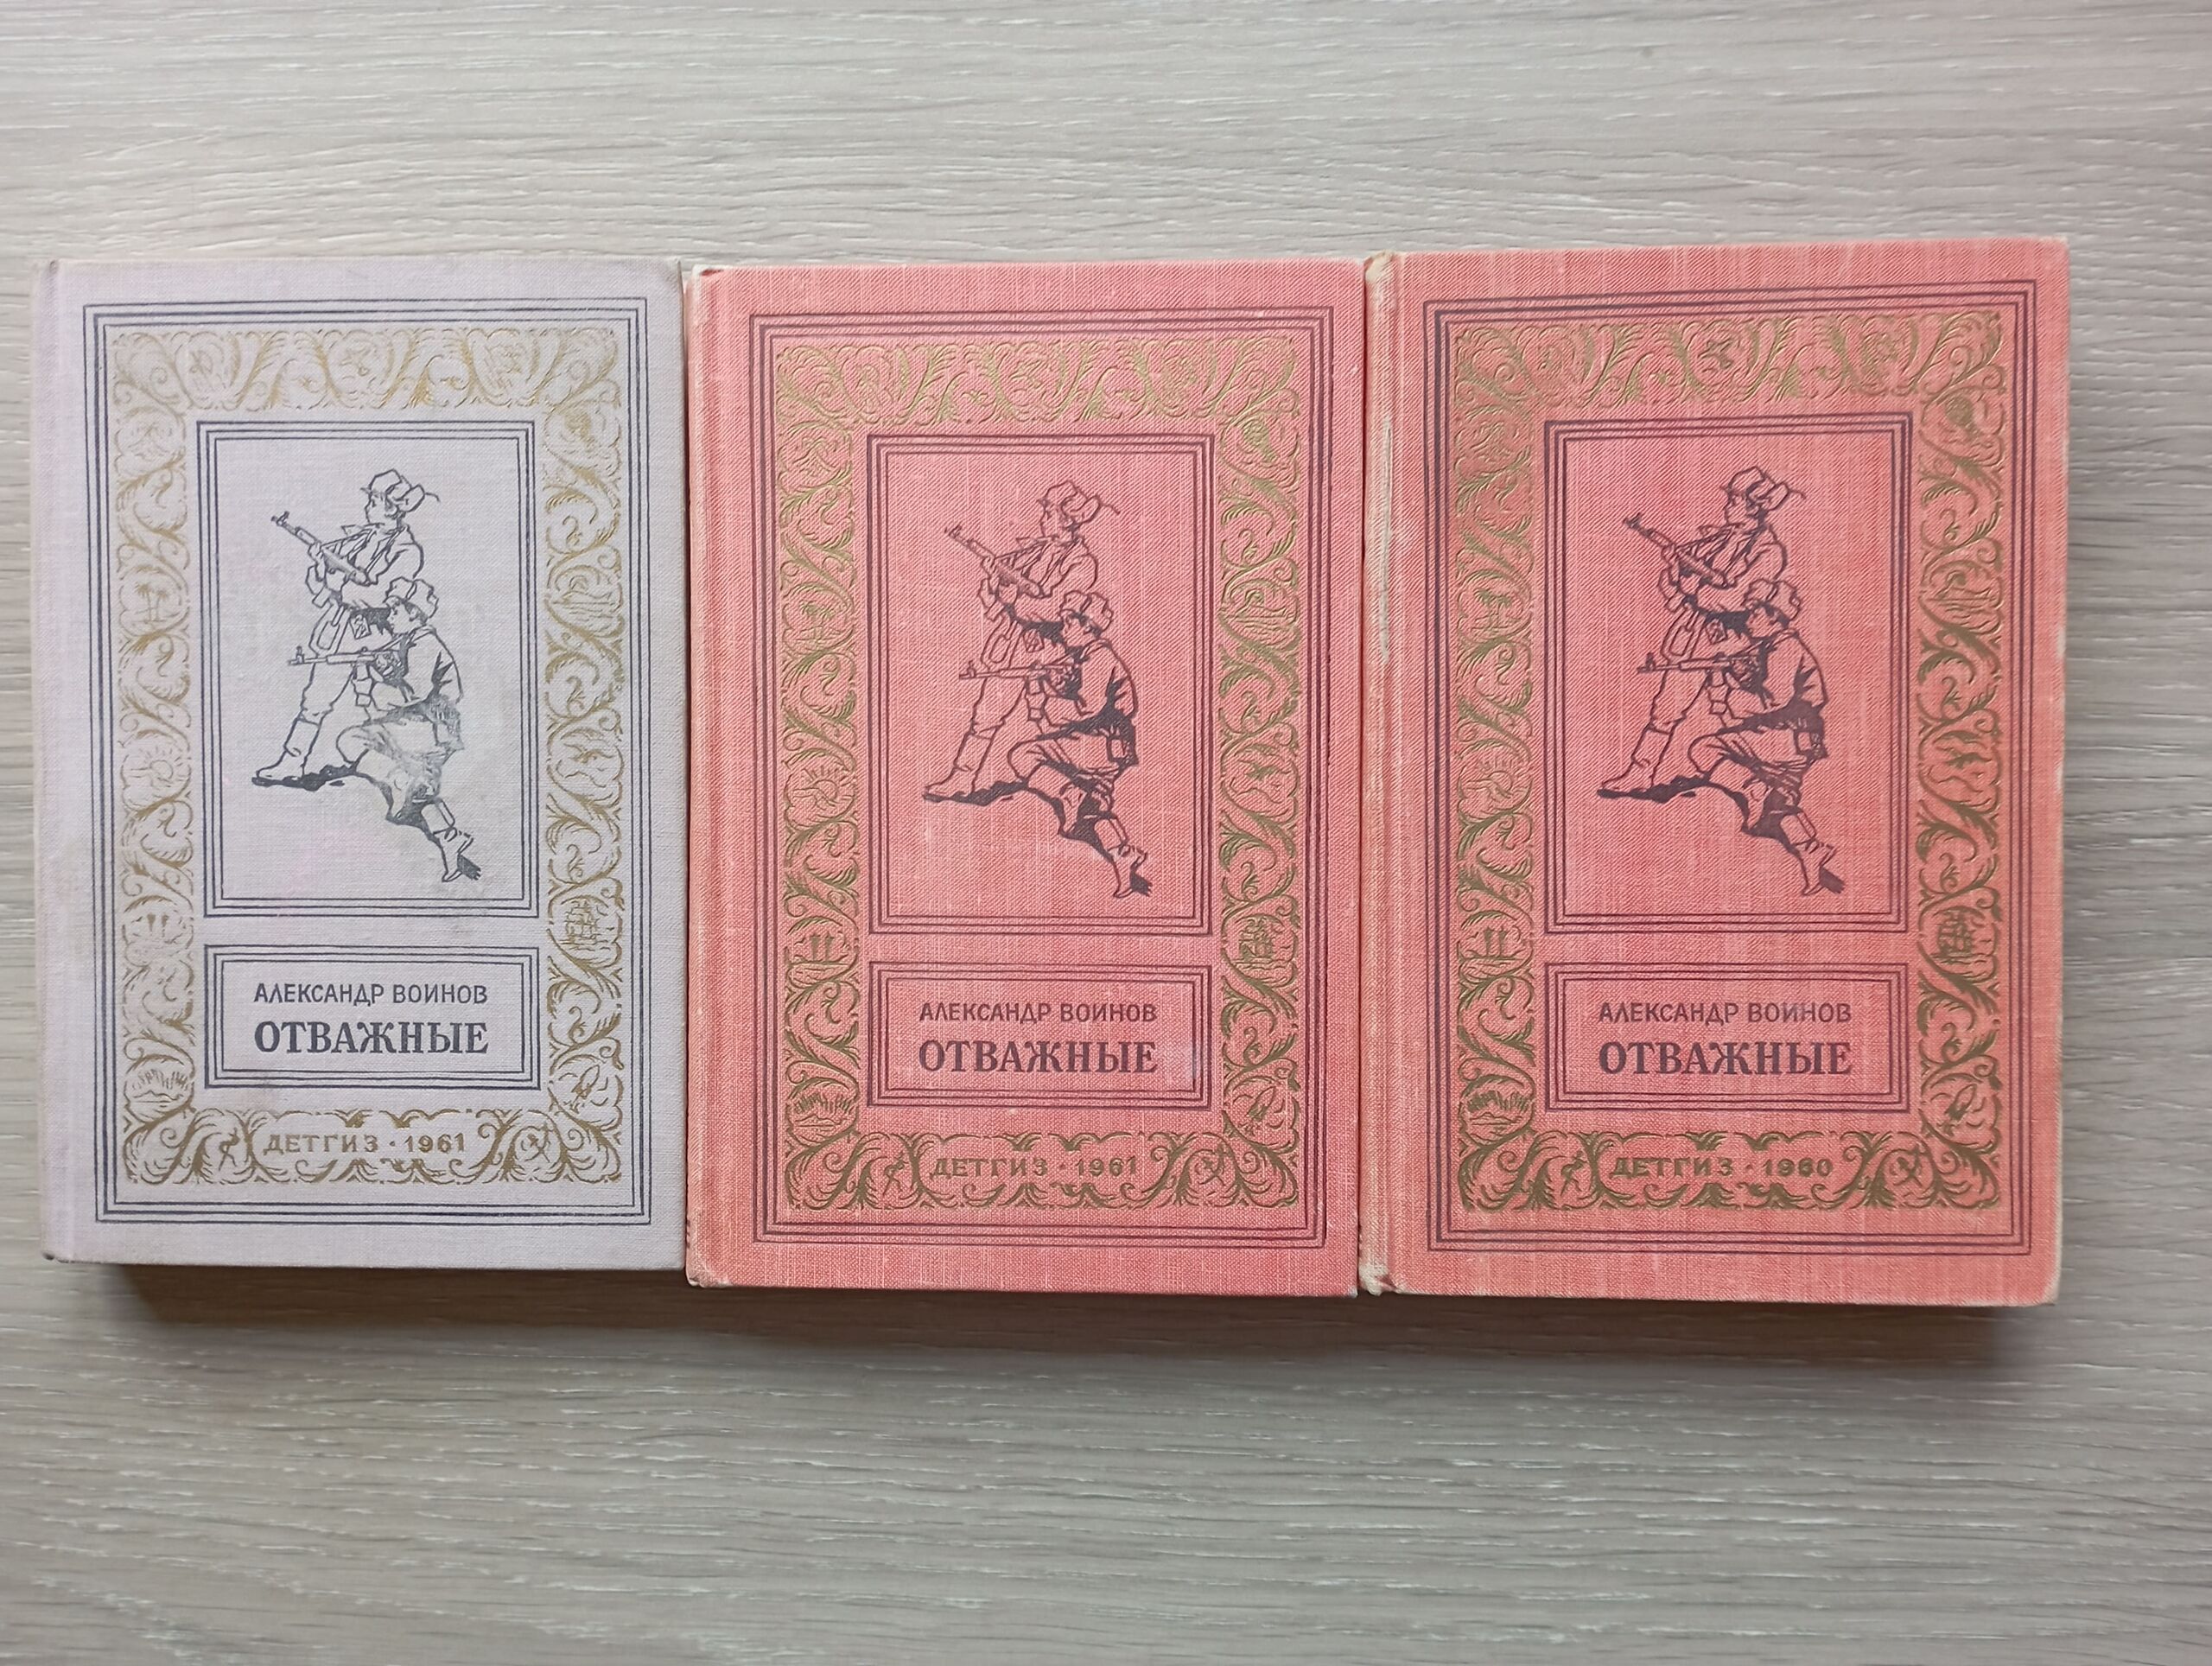 АЛЕКСАНДР ВОИНОВ
ОТВАЖНЫЕ
ДЕТГИЗ · 1961
АЛЕКСАНДР ВОИНОВ
ОТВАЖНЫЕ
ДЕТГИЗ · 1961
АЛЕКСАНДР ВОИНОВ
ОТВАЖНЫЕ
ДЕТГИЗ · 1960